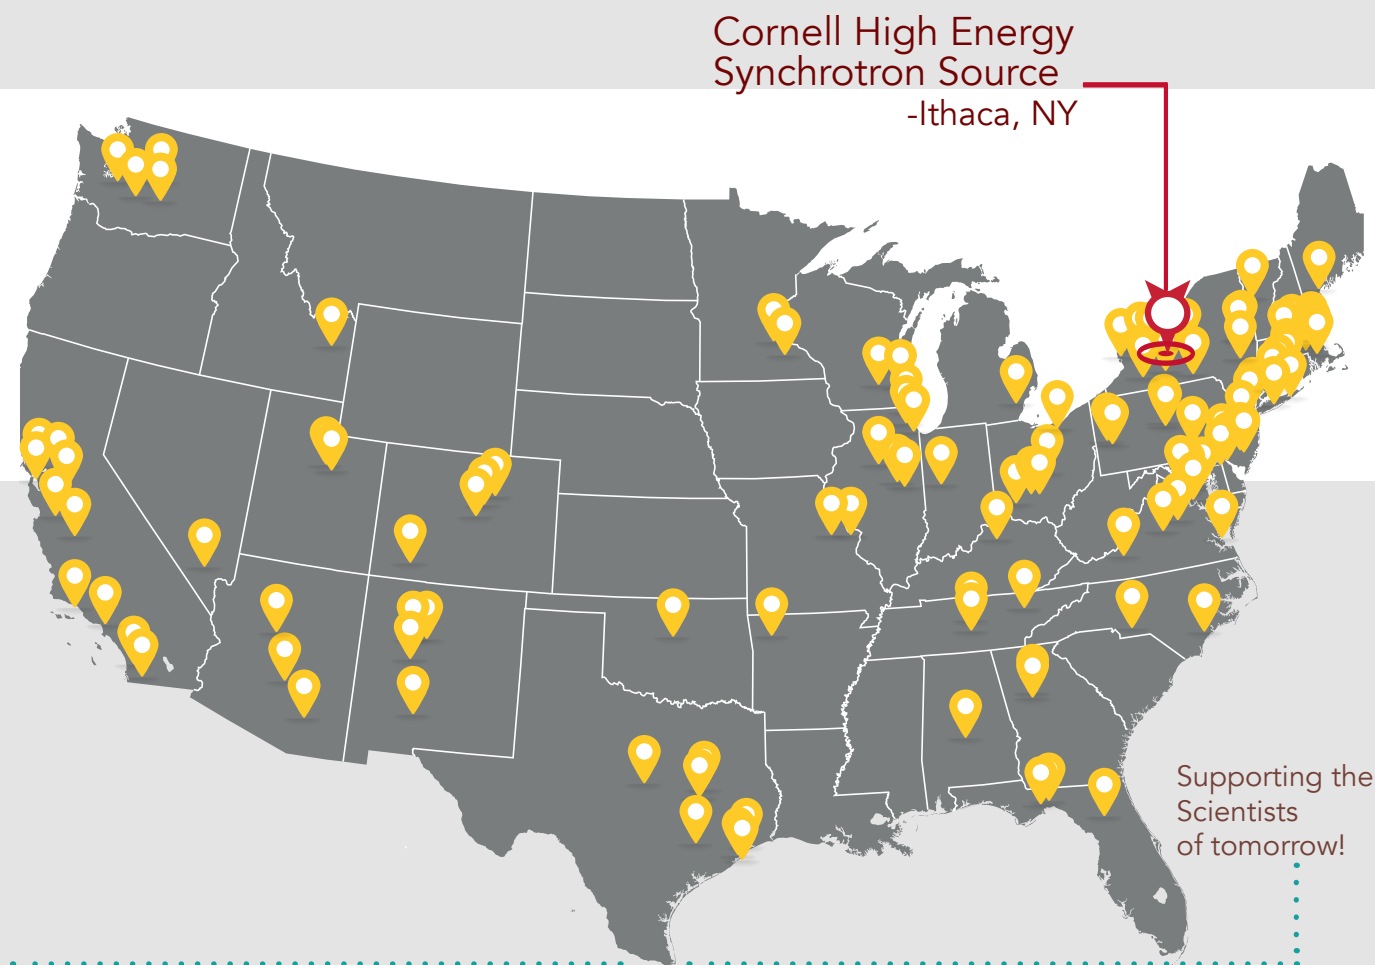 Cornell High Energy
Synchrotron Source
-Ithaca, NY
Supporting the
Scientists
of tomorrow!